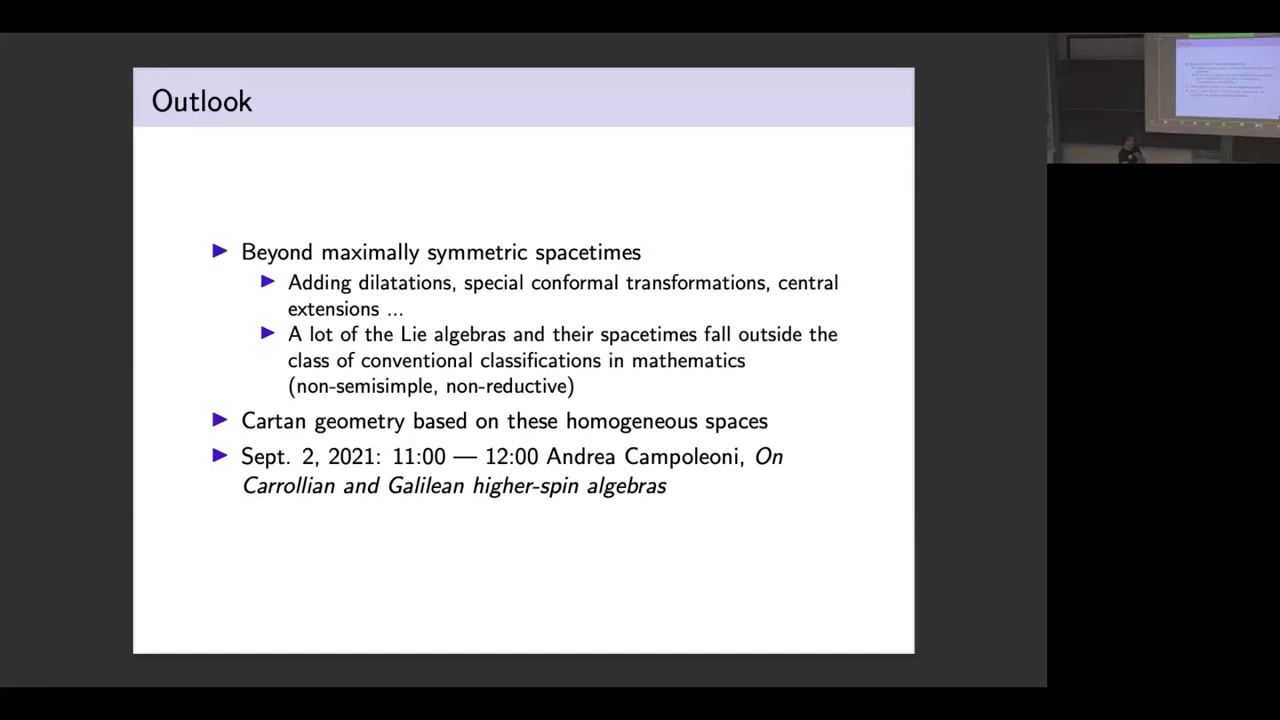 Outlook
Beyond maximally symmetric spacetimes
Adding dilatations, special conformal transformations, central
extensions ...
A lot of the Lie algebras and their spacetimes fall outside the
class of conventional classifications in mathematics
(non-semisimple, non-reductive)
Cartan geometry based on these homogeneous spaces
Sept. 2, 2021: 11:00 — 12:00 Andrea Campoleoni, On
Carrollian and Galilean higher-spin algebras